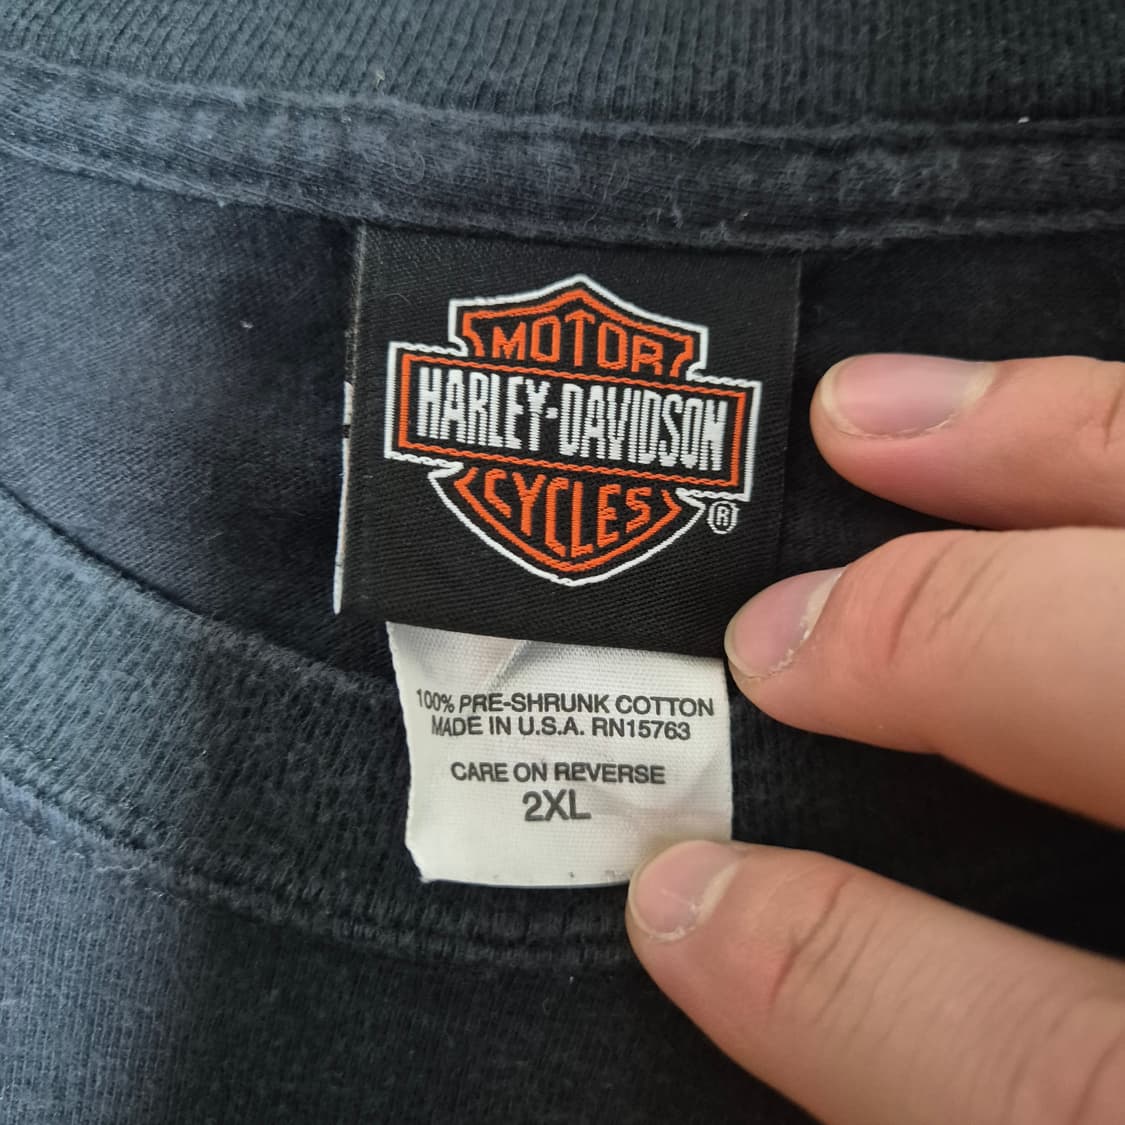 MOTOR
HARLEY-DAVIDSON
CYCLES
®
100% PRE-SHRUNK COTTON
MADE IN U.S.A. RN15763
CARE ON REVERSE
2XL